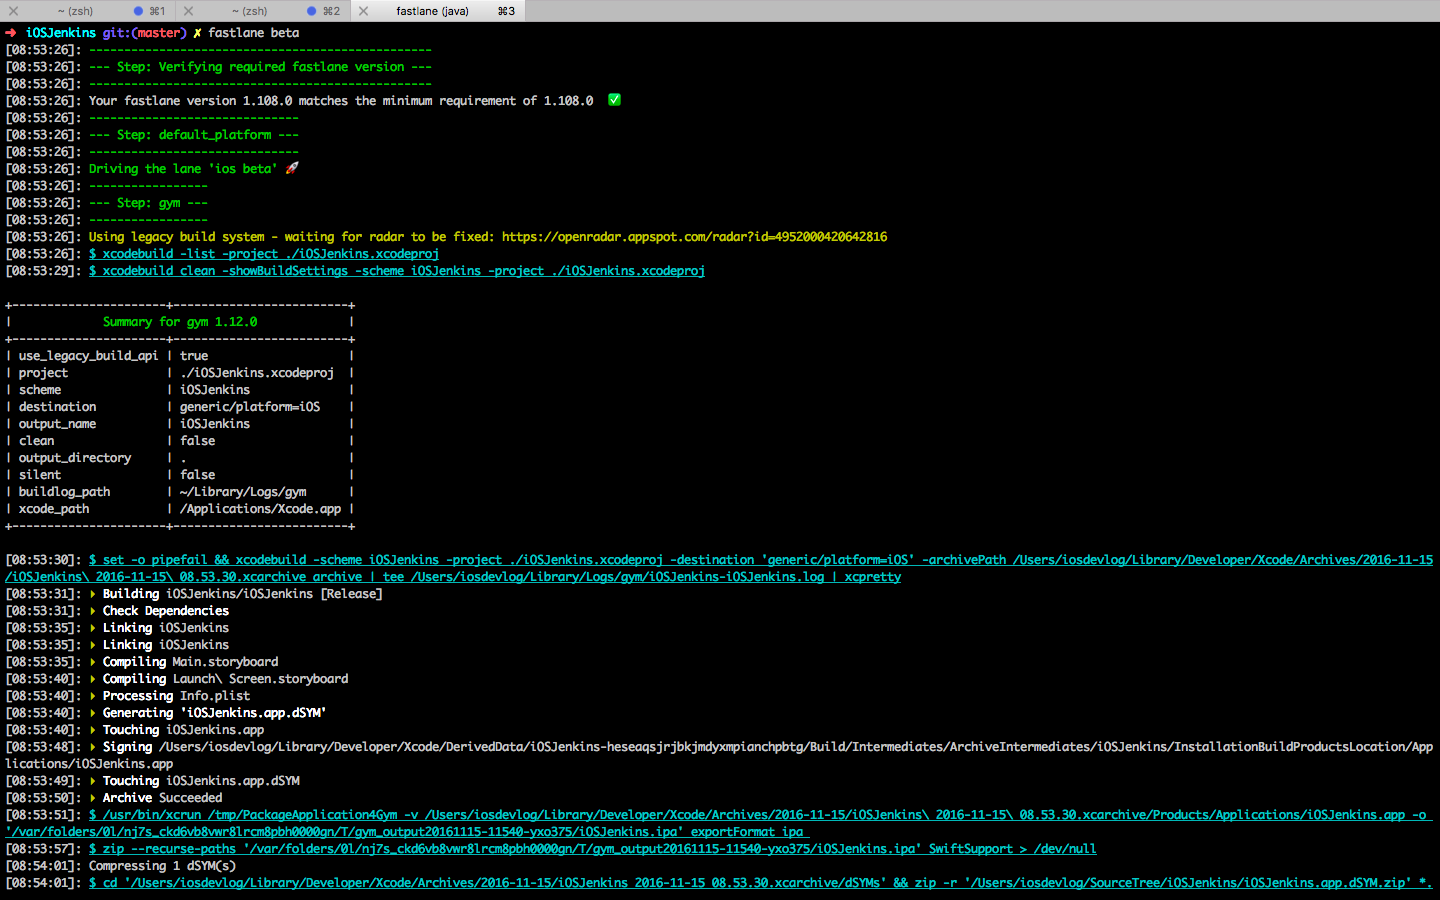 ~ (zsh) ⌘1 ~ (zsh) ⌘2 fastlane (java) ⌘3
➜ iOSJenkins git:(master) ✗ fastlane beta
[08:53:26]: -------------------------------------------------
[08:53:26]: --- Step: Verifying required fastlane version ---
[08:53:26]: -------------------------------------------------
[08:53:26]: Your fastlane version 1.108.0 matches the minimum requirement of 1.108.0 ✅
[08:53:26]: ------------------------------
[08:53:26]: --- Step: default_platform ---
[08:53:26]: ------------------------------
[08:53:26]: Driving the lane 'ios beta' 🚀
[08:53:26]: -----------------
[08:53:26]: --- Step: gym ---
[08:53:26]: -----------------
[08:53:26]: Using legacy build system - waiting for radar to be fixed: https://openradar.appspot.com/radar?id=4952000420642816
[08:53:26]: $ xcodebuild -list -project ./iOSJenkins.xcodeproj
[08:53:29]: $ xcodebuild clean -showBuildSettings -scheme iOSJenkins -project ./iOSJenkins.xcodeproj
+----------------------+-------------------------+
| Summary for gym 1.12.0 |
+----------------------+-------------------------+
| use_legacy_build_api | true |
| project | ./iOSJenkins.xcodeproj |
| scheme | iOSJenkins |
| destination | generic/platform=iOS |
| output_name | iOSJenkins |
| clean | false |
| output_directory | . |
| silent | false |
| buildlog_path | ~/Library/Logs/gym |
| xcode_path | /Applications/Xcode.app |
+----------------------+-------------------------+
[08:53:30]: $ set -o pipefail && xcodebuild -scheme iOSJenkins -project ./iOSJenkins.xcodeproj -destination 'generic/platform=iOS' -archivePath /Users/iosdevlog/Library/Developer/Xcode/Archives/2016-11-15
/iOSJenkins\ 2016-11-15\ 08.53.30.xcarchive archive | tee /Users/iosdevlog/Library/Logs/gym/iOSJenkins-iOSJenkins.log | xcpretty
[08:53:31]: ▸ Building iOSJenkins/iOSJenkins [Release]
[08:53:31]: ▸ Check Dependencies
[08:53:35]: ▸ Linking iOSJenkins
[08:53:35]: ▸ Linking iOSJenkins
[08:53:35]: ▸ Compiling Main.storyboard
[08:53:40]: ▸ Compiling Launch\ Screen.storyboard
[08:53:40]: ▸ Processing Info.plist
[08:53:40]: ▸ Generating 'iOSJenkins.app.dSYM'
[08:53:40]: ▸ Touching iOSJenkins.app
[08:53:48]: ▸ Signing /Users/iosdevlog/Library/Developer/Xcode/DerivedData/iOSJenkins-heseaqsjrjbkjmdyxmpianchpbtg/Build/Intermediates/ArchiveIntermediates/iOSJenkins/InstallationBuildProductsLocation/App
lications/iOSJenkins.app
[08:53:49]: ▸ Touching iOSJenkins.app.dSYM
[08:53:50]: ▸ Archive Succeeded
[08:53:51]: $ /usr/bin/xcrun /tmp/PackageApplication4Gym -v /Users/iosdevlog/Library/Developer/Xcode/Archives/2016-11-15/iOSJenkins\ 2016-11-15\ 08.53.30.xcarchive/Products/Applications/iOSJenkins.app -o
'/var/folders/0l/nj7s_ckd6vb8vwr8lrcm8pbh0000gn/T/gym_output20161115-11540-yxo375/iOSJenkins.ipa' exportFormat ipa
[08:53:57]: $ zip --recurse-paths '/var/folders/0l/nj7s_ckd6vb8vwr8lrcm8pbh0000gn/T/gym_output20161115-11540-yxo375/iOSJenkins.ipa' SwiftSupport > /dev/null
[08:54:01]: Compressing 1 dSYM(s)
[08:54:01]: $ cd '/Users/iosdevlog/Library/Developer/Xcode/Archives/2016-11-15/iOSJenkins 2016-11-15 08.53.30.xcarchive/dSYMs' && zip -r '/Users/iosdevlog/SourceTree/iOSJenkins/iOSJenkins.app.dSYM.zip' *.